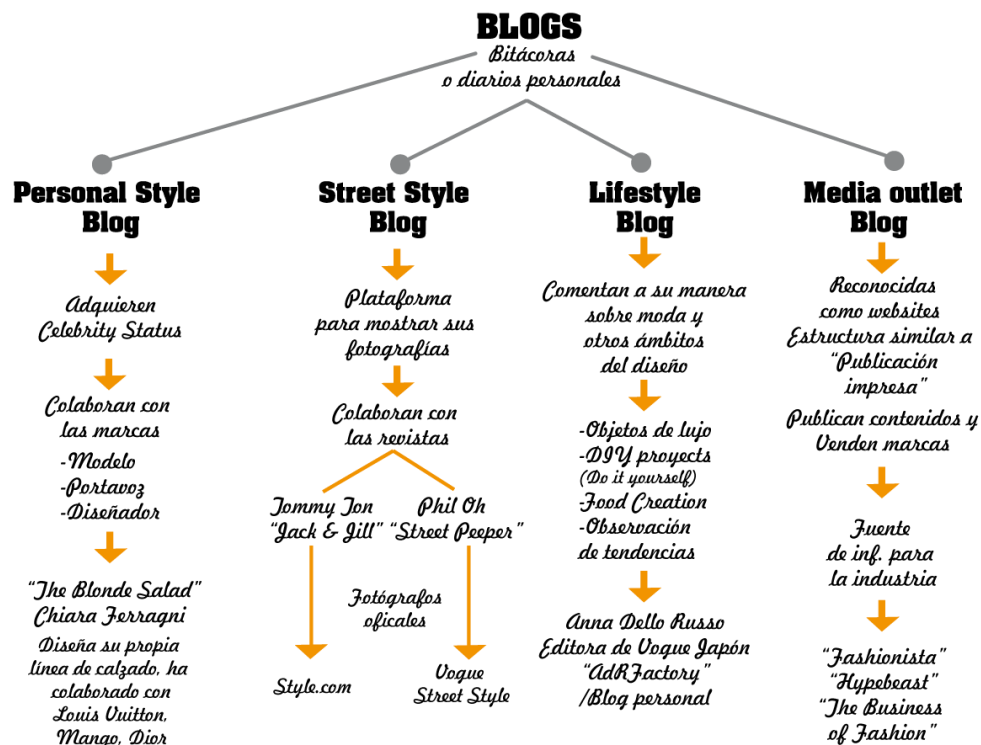 BLOGS
Bitácoras
o diarios personales
Personal Style
Blog
Adquieren
Celebrity Status
Colaboran con
las marcas
-Modelo
-Portavoz
-Diseñador
"The Blonde Salad"
Chiara Ferragni
Diseña su propia
línea de calzado, ha
colaborado con
Louis Vuitton,
Mango, Dior
Street Style
Blog
Plataforma
para mostrar sus
fotografías
Colaboran con
las revistas
Tommy Ton
"Jack & Jill"
Phil Oh
"Street Peeper"
Fotógrafos
oficales
Style.com
Vogue
Street Style
Lifestyle
Blog
Comentan a su manera
sobre moda y
otros ámbitos
del diseño
-Objetos de lujo
-DIY proyects
(Do it yourself)
-Food Creation
-Observación
de tendencias
Anna Dello Russo
Editora de Vogue Japón
"AdRFactory"
/Blog personal
Media outlet
Blog
Reconocidas
como websites
Estructura similar a
"Publicación
impresa"
Publican contenidos y
Venden marcas
Fuente
de inf. para
la industria
"Fashionista"
"Hypebeast"
"The Business
of Fashion"